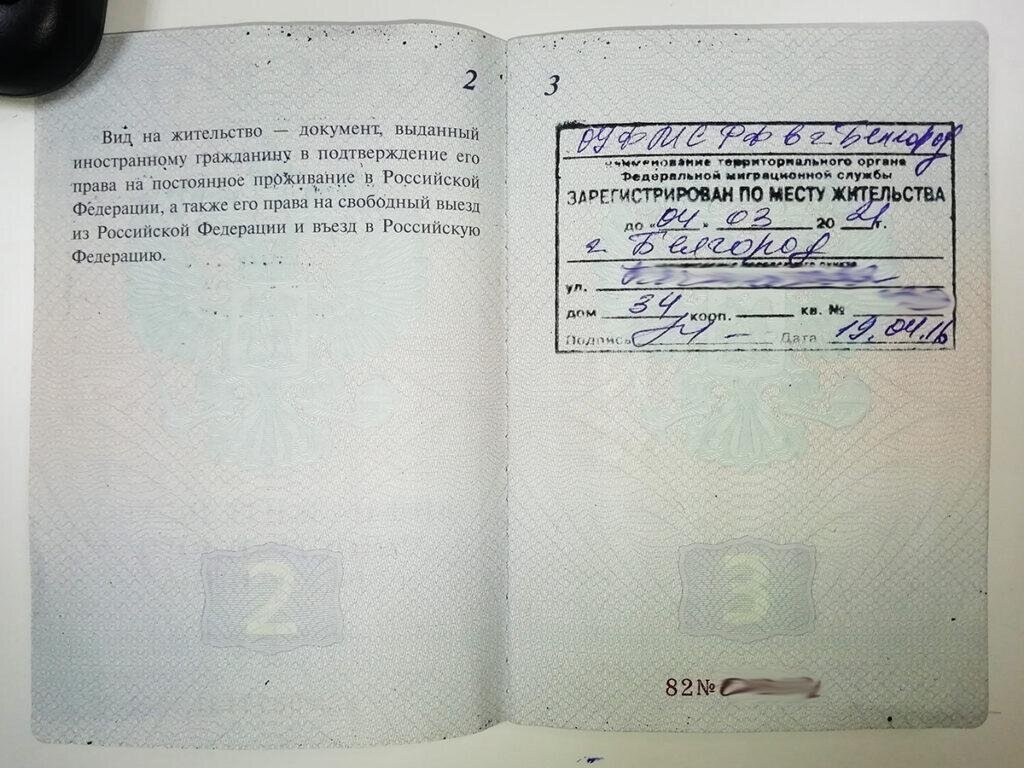 2
Вид на жительство — документ, выданный
иностранному гражданину в подтверждение его
права на постоянное проживание в Российской
Федерации, а также его права на свободный выезд
из Российской Федерации и въезд в Российскую
Федерацию.
2
3
ОУФМС РФ в г. Белгород
наименование территориального органа
Федеральной миграционной службы
ЗАРЕГИСТРИРОВАН ПО МЕСТУ ЖИТЕЛЬСТВА
до «04» 03 2021г.
г. Белгород
ул.
дом 34 корп. — кв. №
Подпись Дата 19.04.16
3
82№